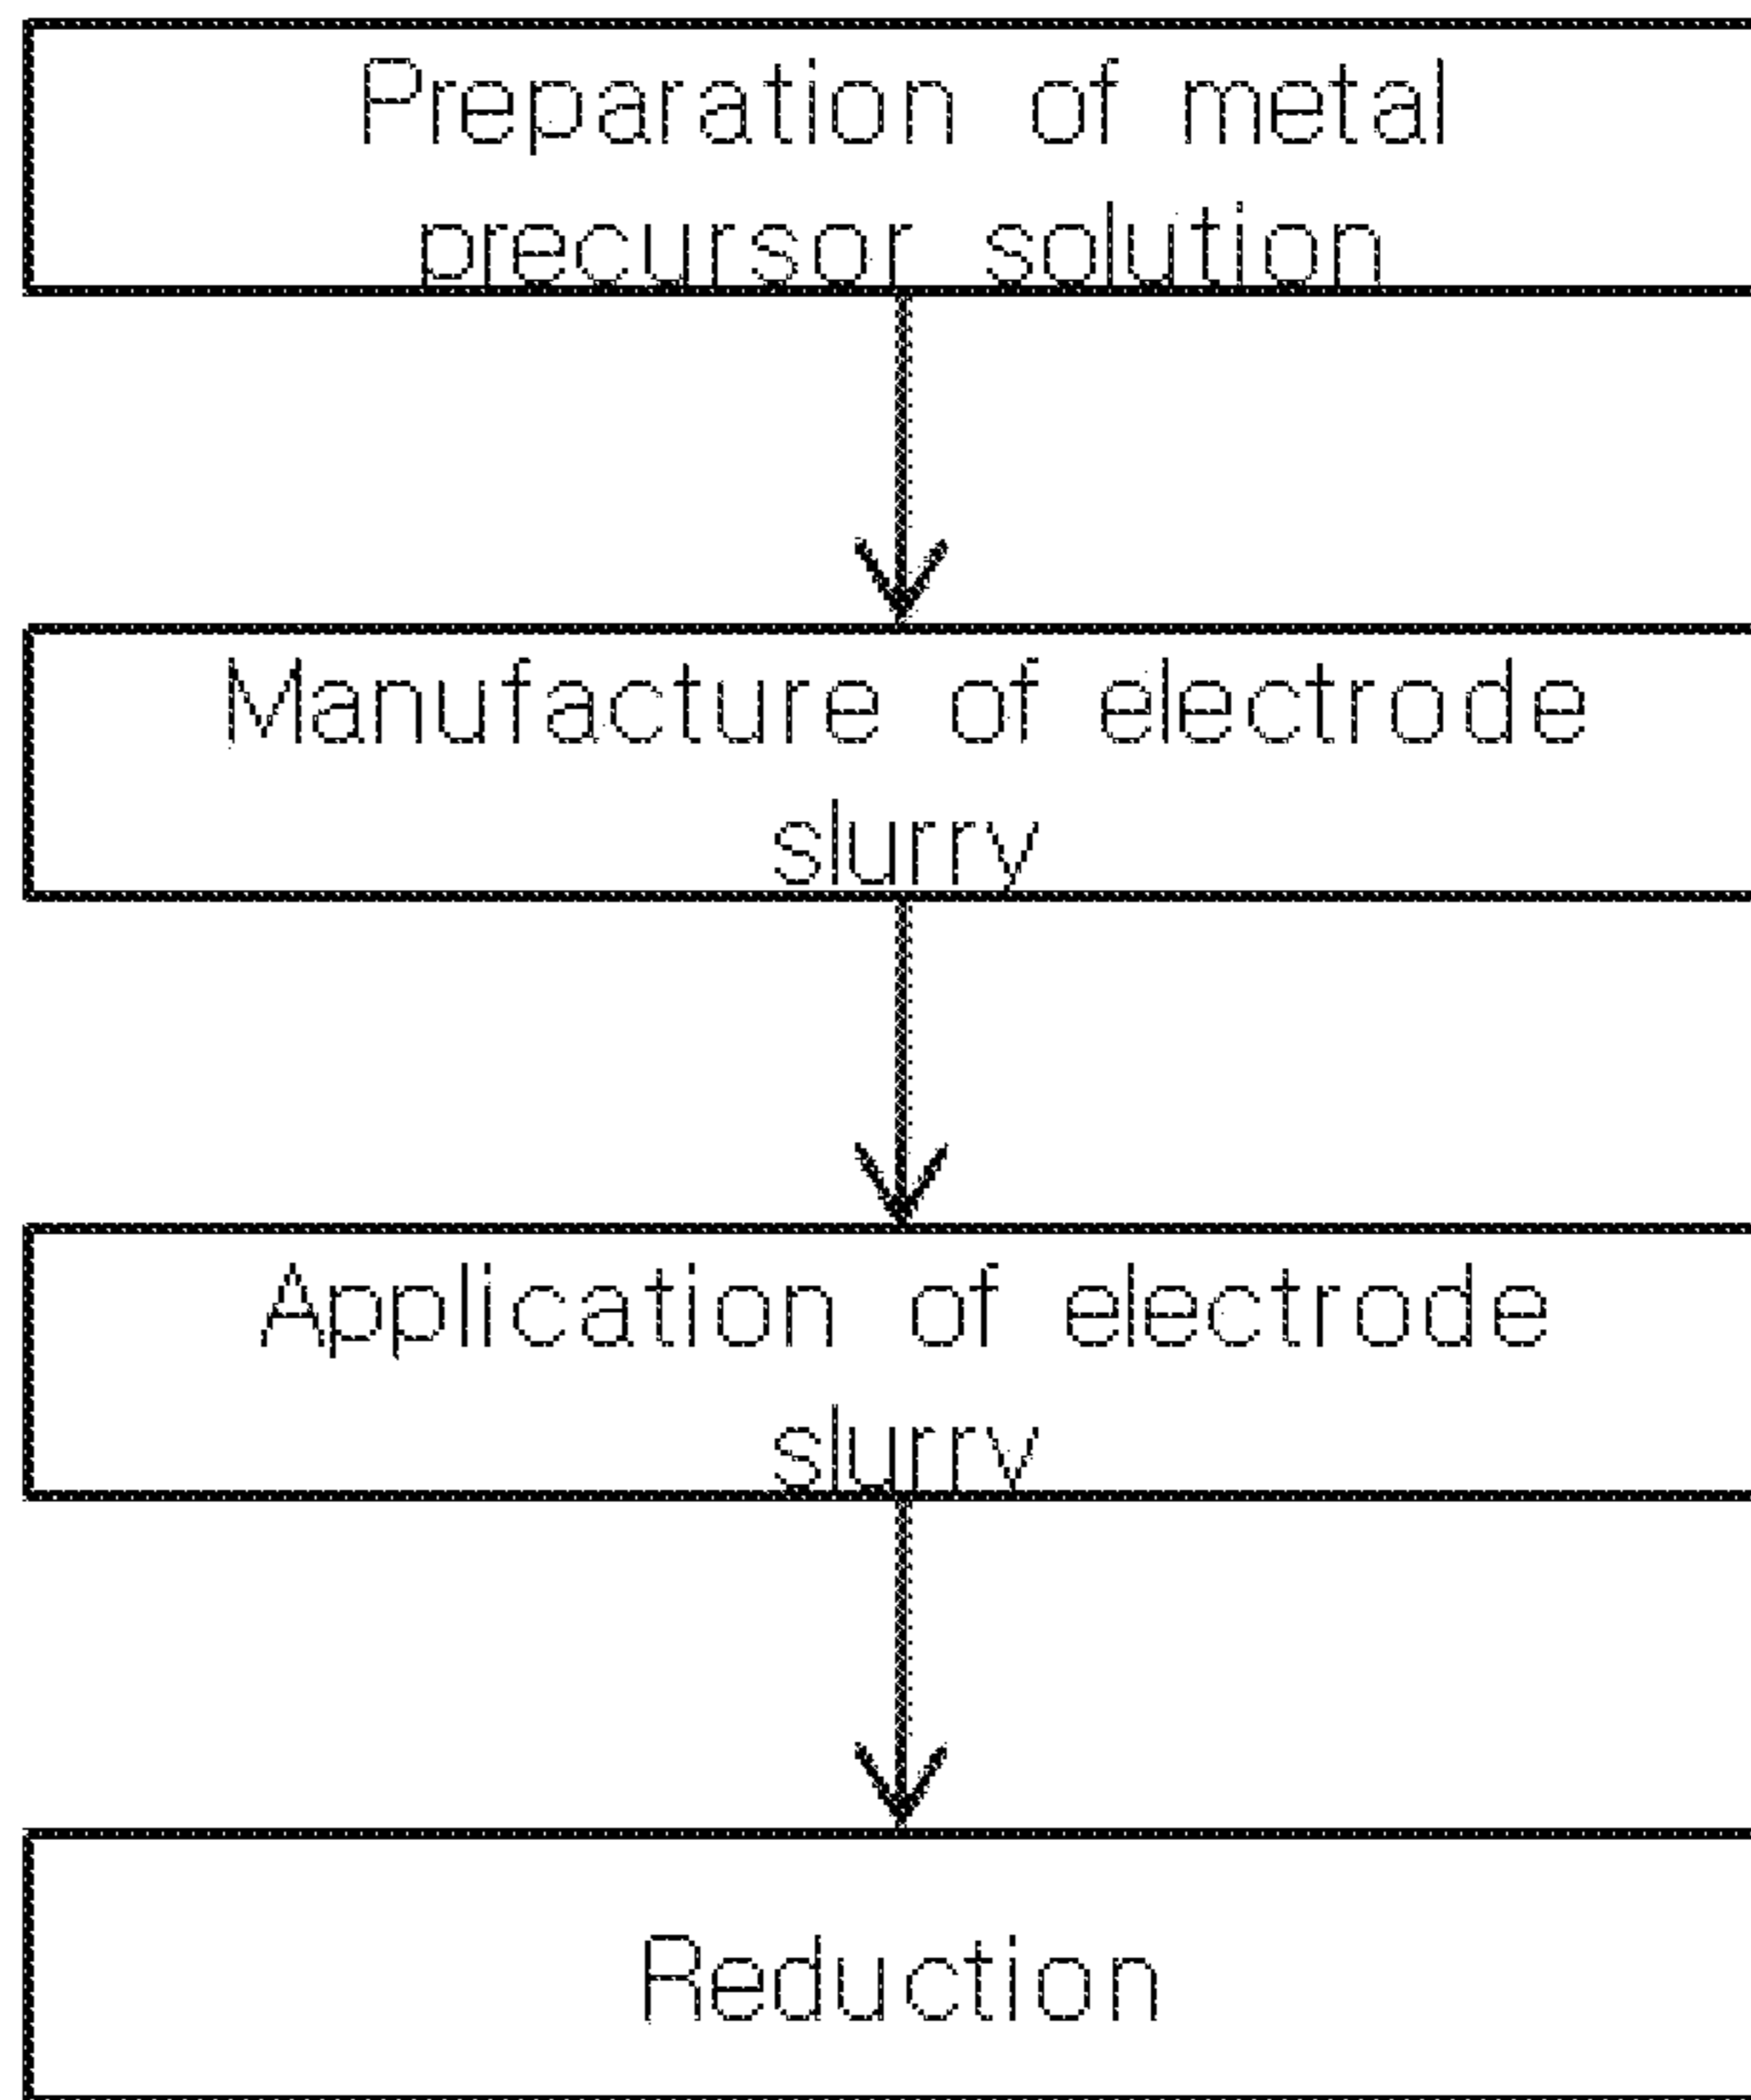 Preparation of metal
precursor solution
Manufacture of electrode
slurry
Application of electrode
slurry
Reduction